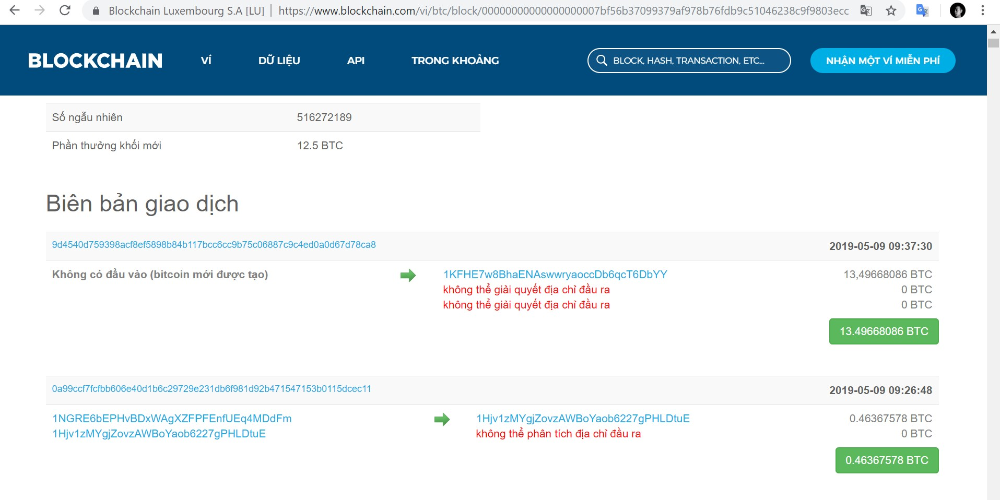 Blockchain Luxembourg S.A [LU] | https://www.blockchain.com/vi/btc/block/00000000000000000007bf56b37099379af978b76fdb9c51046238c9f9803ecc
BLOCKCHAIN VÍ DỮ LIỆU API TRONG KHOẢNG BLOCK, HASH, TRANSACTION, ETC... NHẬN MỘT VÍ MIỄN PHÍ
Số ngẫu nhiên 516272189
Phần thưởng khối mới 12.5 BTC
Biên bản giao dịch
9d4540d759398acf8ef5898b84b117bcc6cc9b75c06887c9c4ed0a0d67d78ca8 2019-05-09 09:37:30
Không có đầu vào (bitcoin mới được tạo) 1KFHE7w8BhaENAswwryaoccDb6qcT6DbYY 13,49668086 BTC
không thể giải quyết địa chỉ đầu ra 0 BTC
không thể giải quyết địa chỉ đầu ra 0 BTC
13.49668086 BTC
0a99ccf7fcfbb606e40d1b6c29729e231db6f981d92b471547153b0115dcec11 2019-05-09 09:26:48
1NGRE6bEPHvBDxWAgXZFPFEnfUEq4MDdFm 1Hjv1zMYgjZovzAWBoYaob6227gPHLDtuE 0.46367578 BTC
1Hjv1zMYgjZovzAWBoYaob6227gPHLDtuE không thể phân tích địa chỉ đầu ra 0 BTC
0.46367578 BTC